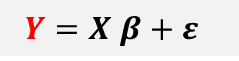 Y = X β + ε